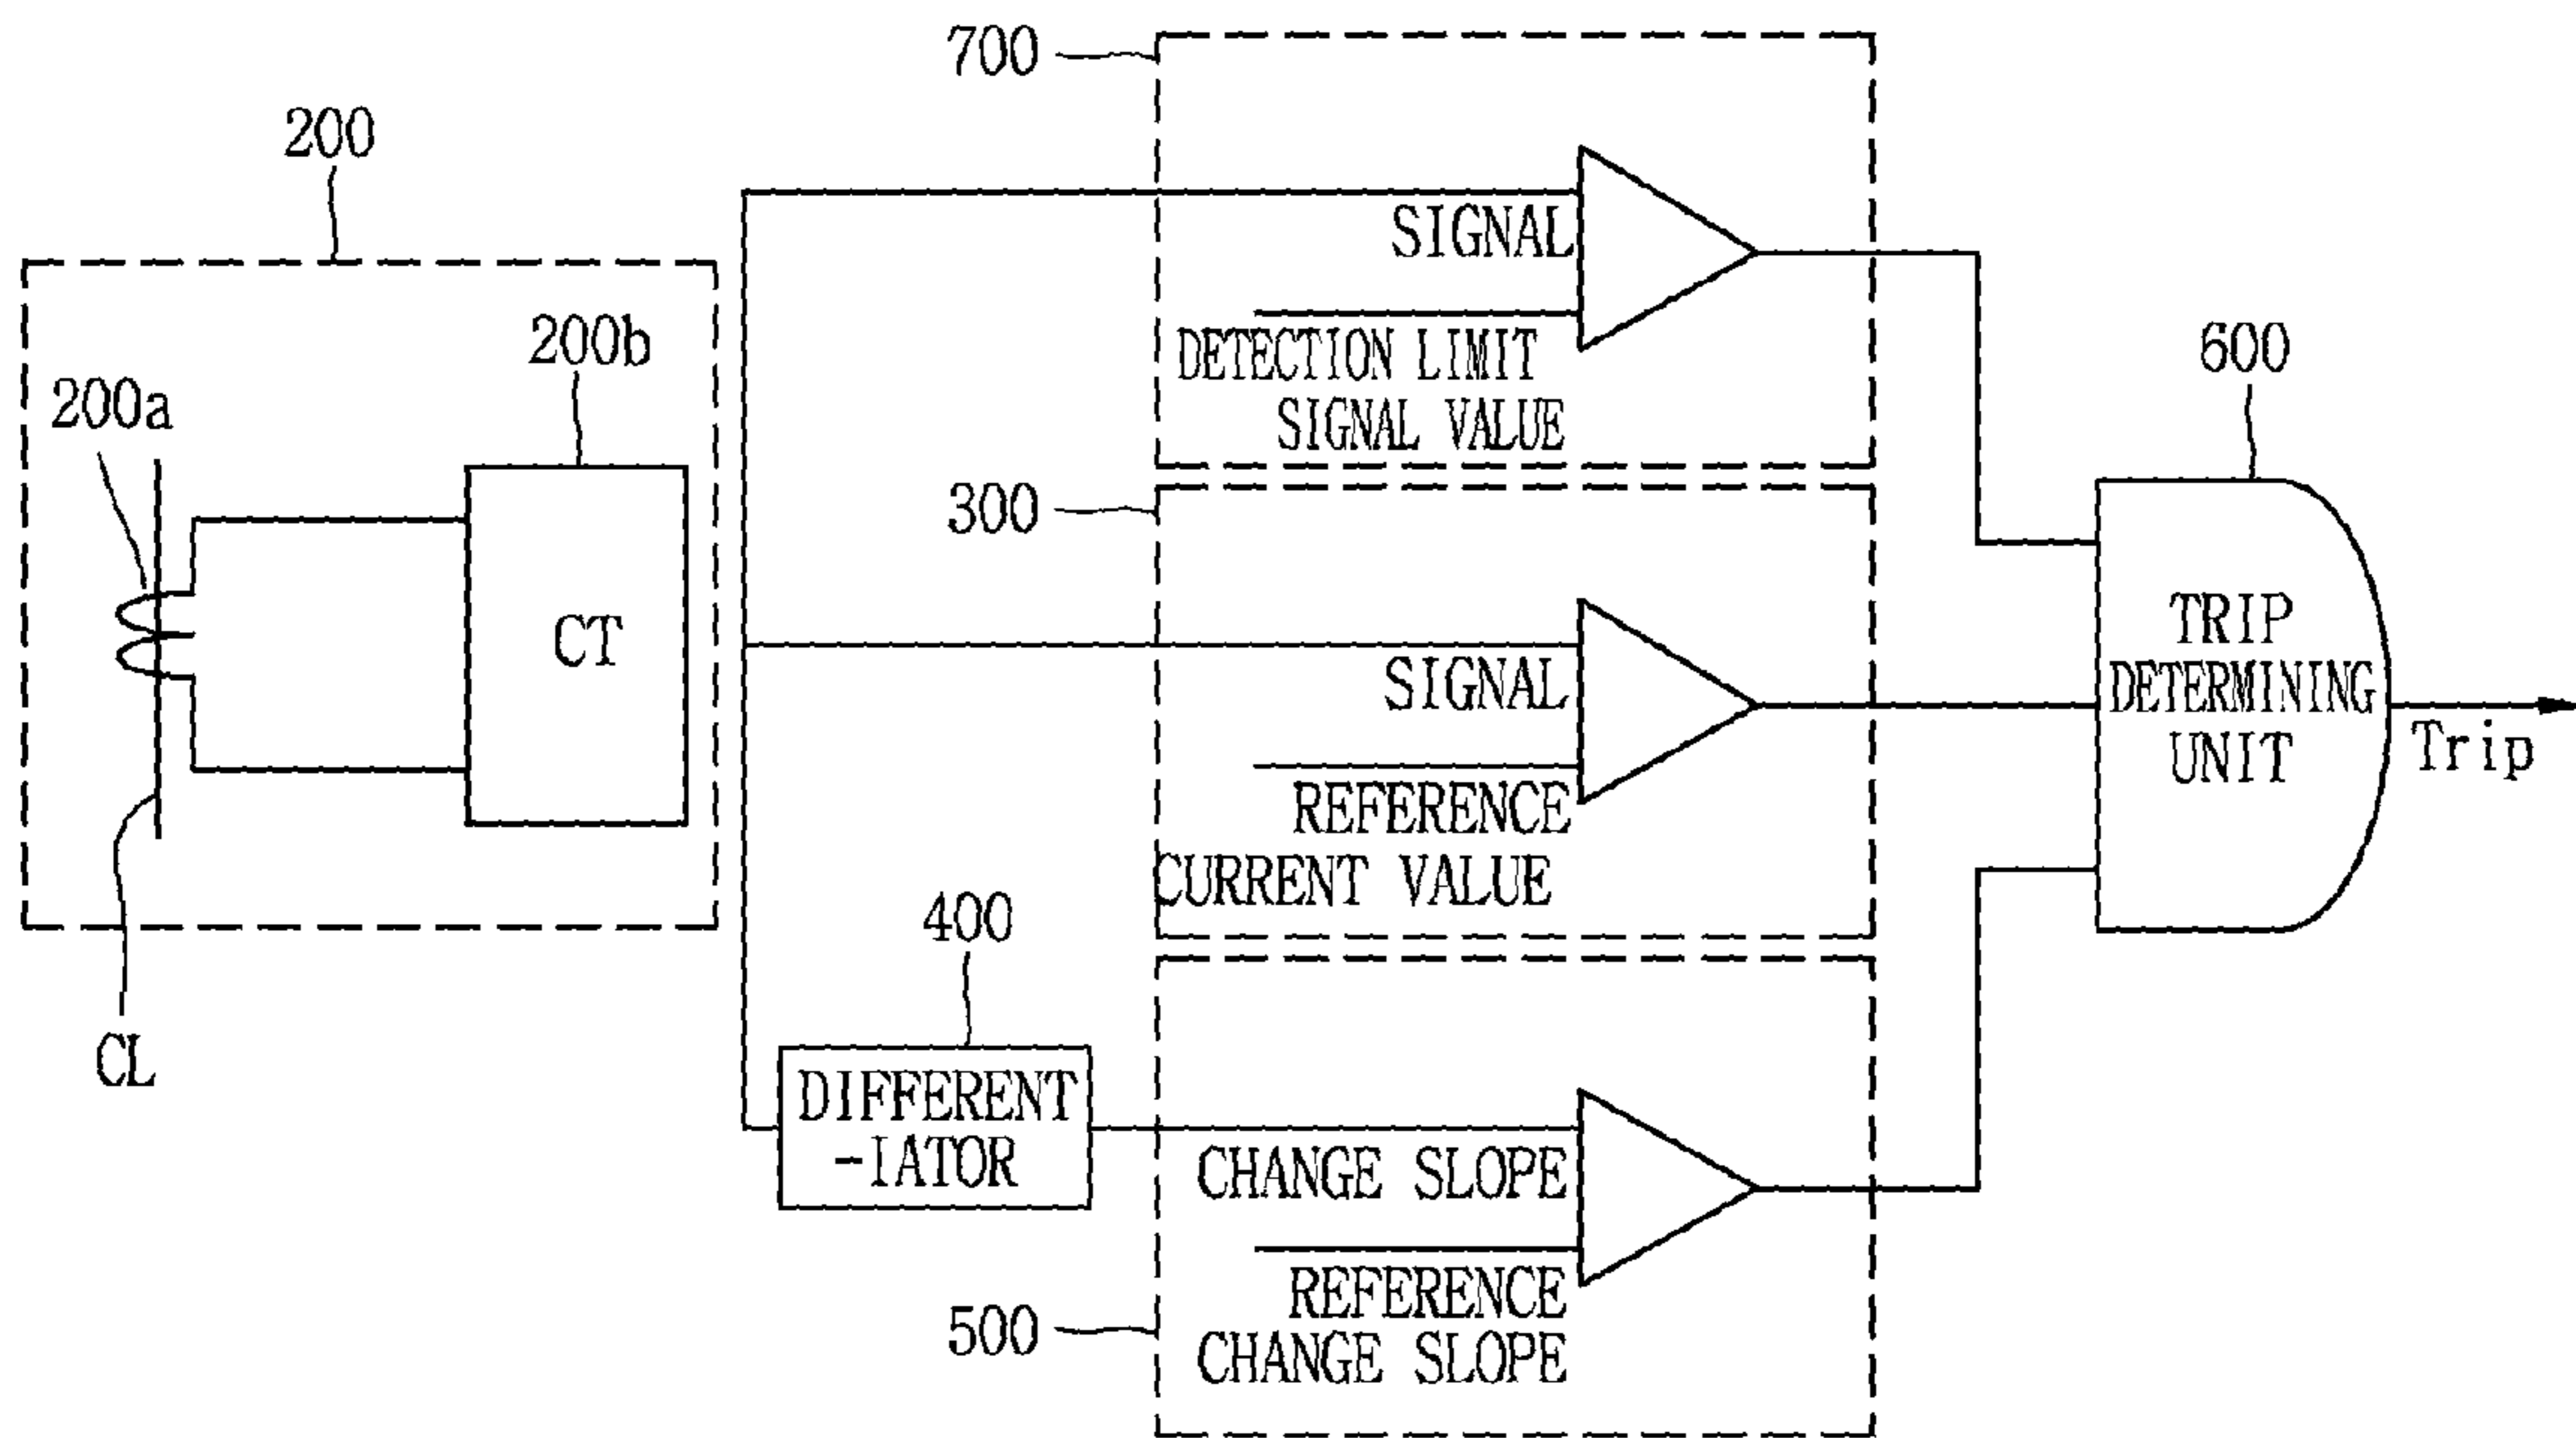 700
200
SIGNAL
200b
DETECTION LIMIT
SIGNAL VALUE
600
200a
300
CT
SIGNAL
TRIP
DETERMINING
UNIT
Trip
REFERENCE
CURRENT VALUE
400
CL
DIFFERENT
-IATOR
CHANGE SLOPE
REFERENCE
CHANGE SLOPE
500